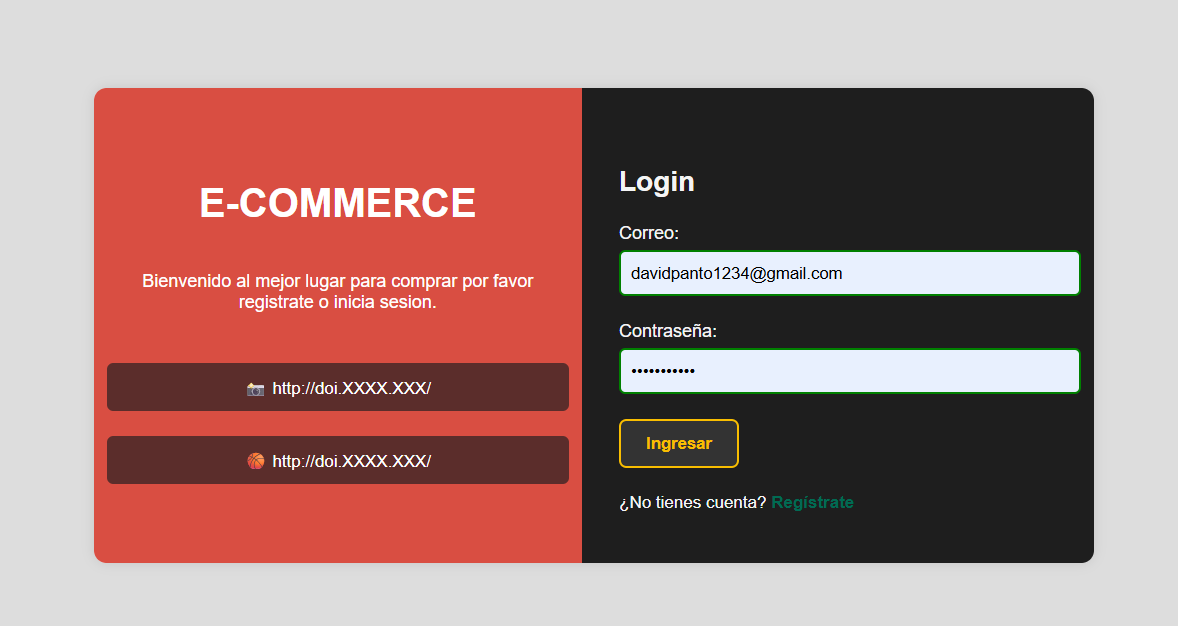 E-COMMERCE
Bienvenido al mejor lugar para comprar por favor
registrate o inicia sesion.
📷 http://doi.XXXX.XXX/
🏀 http://doi.XXXX.XXX/
Login
Correo:
davidpanto1234@gmail.com
Contraseña:
•••••••••••
Ingresar
¿No tienes cuenta? Regístrate